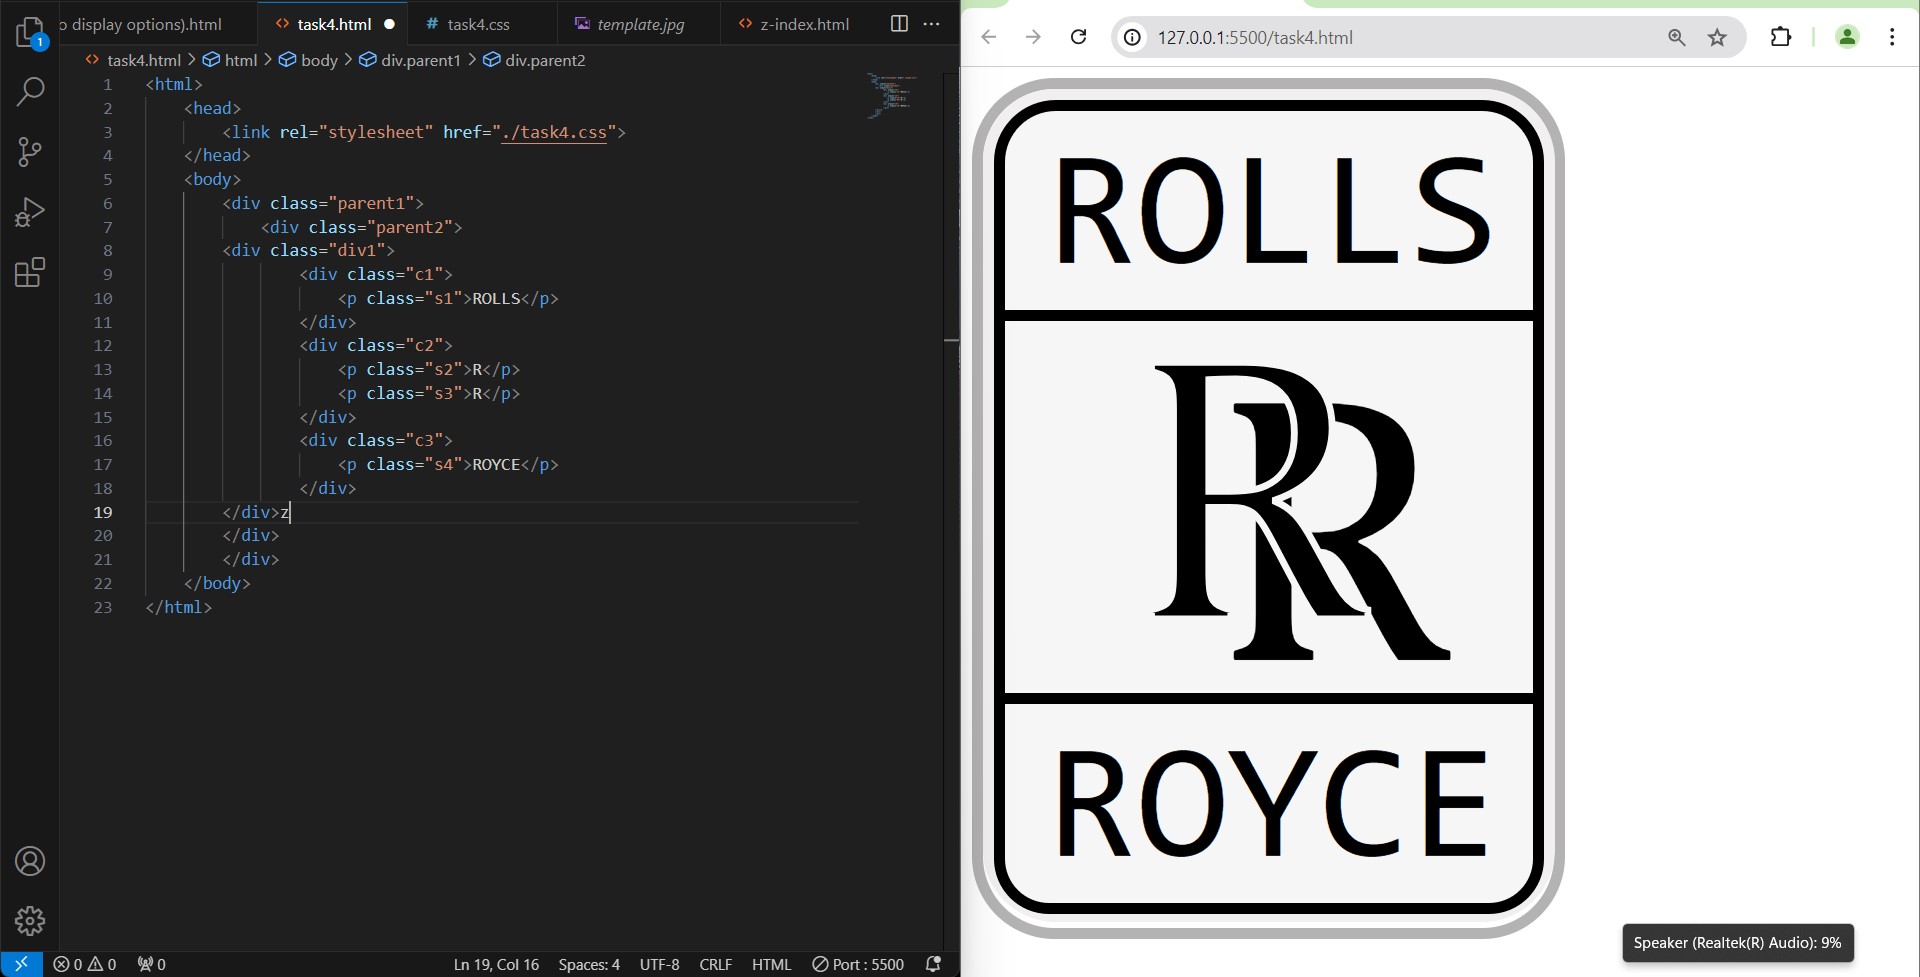 o display options).html
task4.html
task4.css
template.jpg
z-index.html
127.0.0.1:5500/task4.html
1
task4.html > html > body > div.parent1 > div.parent2
1 <html>
2 <head>
3 <link rel="stylesheet" href="./task4.css">
4 </head>
5 <body>
6 <div class="parent1">
7 <div class="parent2">
8 <div class="div1">
9 <div class="c1">
10 <p class="s1">ROLLS</p>
11 </div>
12 <div class="c2">
13 <p class="s2">R</p>
14 <p class="s3">R</p>
15 </div>
16 <div class="c3">
17 <p class="s4">ROYCE</p>
18 </div>
19 </div>z
20 </div>
21 </div>
22 </body>
23 </html>
ROLLS
RR
ROYCE
Speaker (Realtek(R) Audio): 9%
0 0 0 Ln 19, Col 16 Spaces: 4 UTF-8 CRLF HTML Port : 5500